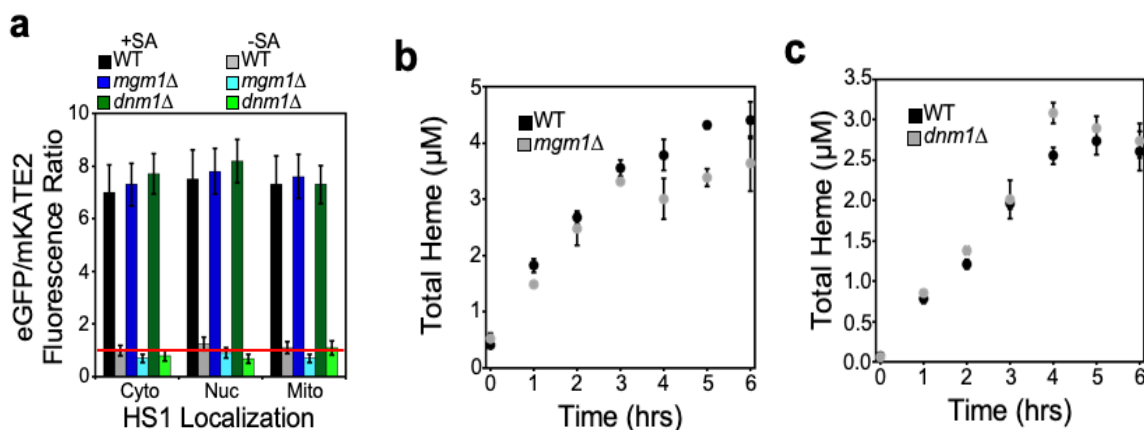 a
+SA -SA
WT WT
mgm1Δ mgm1Δ
dnm1Δ dnm1Δ
eGFP/mKATE2
Fluorescence Ratio
10
8
6
4
2
0
Cyto Nuc Mito
HS1 Localization
b
Total Heme (µM)
5
4
3
2
1
0
WT
mgm1Δ
0 1 2 3 4 5 6
Time (hrs)
c
Total Heme (µM)
3.5
3.0
2.5
2.0
1.5
1.0
0.5
0.0
WT
dnm1Δ
0 1 2 3 4 5 6
Time (hrs)